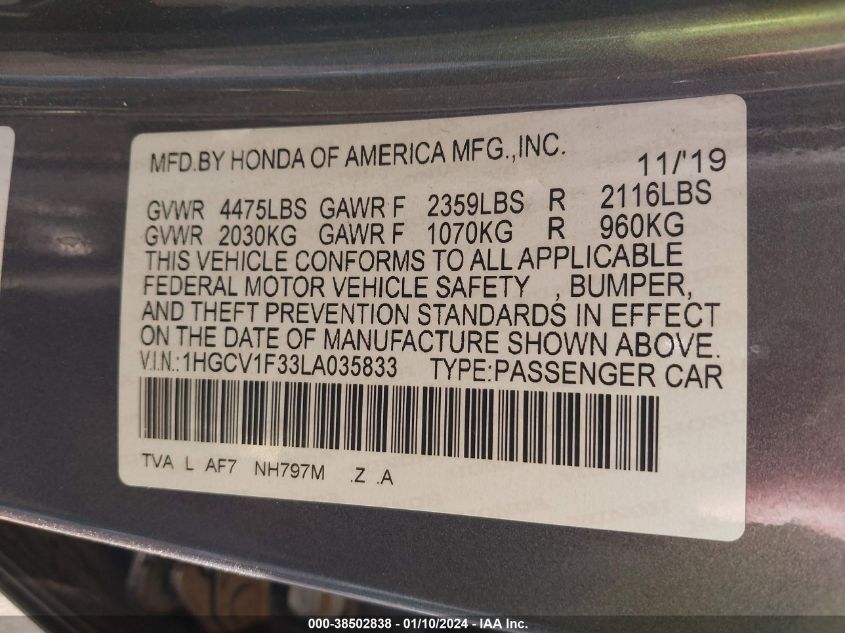 MFD.BY HONDA OF AMERICA MFG.,INC. 11/'19
GVWR 4475LBS GAWR F 2359LBS R 2116LBS
GVWR 2030KG GAWR F 1070KG R 960KG
THIS VEHICLE CONFORMS TO ALL APPLICABLE
FEDERAL MOTOR VEHICLE SAFETY , BUMPER,
AND THEFT PREVENTION STANDARDS IN EFFECT
ON THE DATE OF MANUFACTURE SHOWN ABOVE.
V.I.N.:1HGCV1F33LA035833 TYPE:PASSENGER CAR
TVA L AF7 NH797M .Z .A
000-38502838 - 01/10/2024 - IAA Inc.